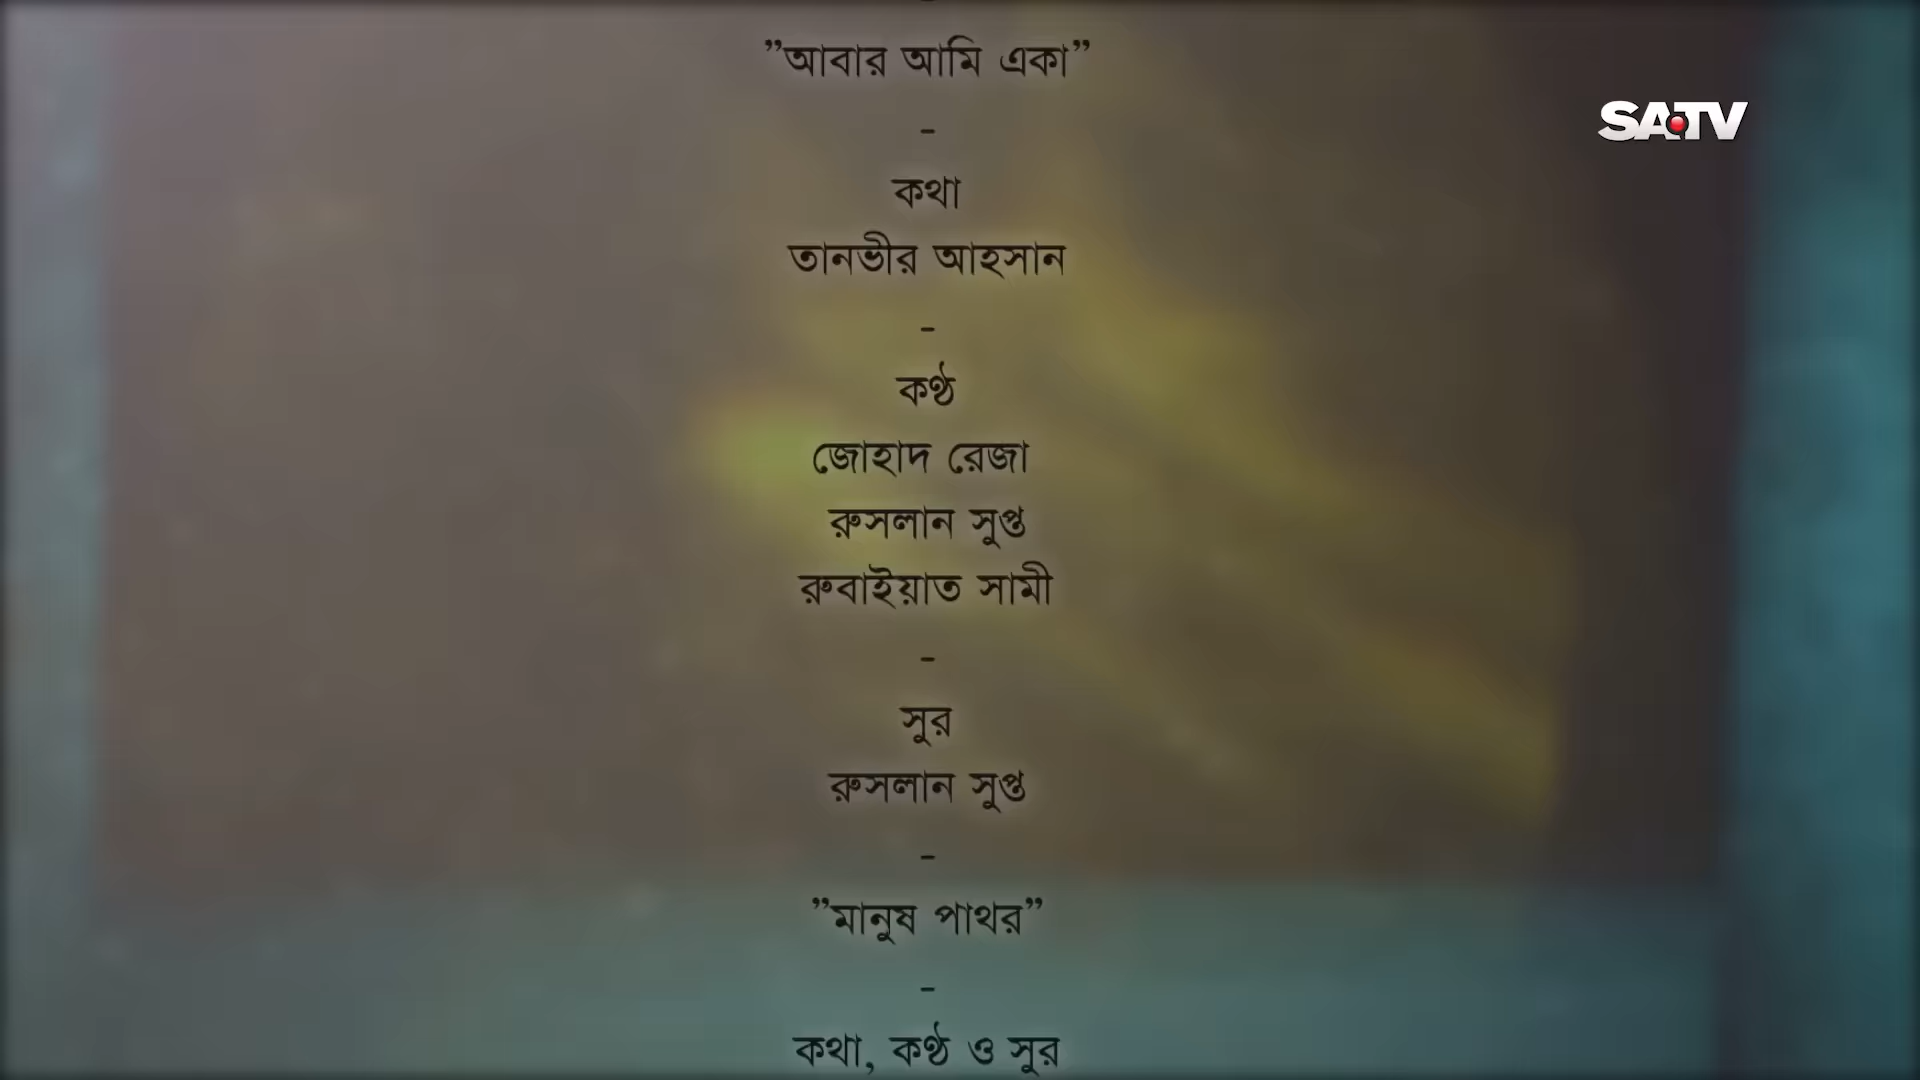 ”আবার আমি একা”
-
SATV
কথা
তানভীর আহসান
-
কণ্ঠ
জোহাদ রেজা
রুসলান সুপ্ত
রুবাইয়াত সামী
-
সুর
রুসলান সুপ্ত
-
”মানুষ পাথর”
-
কথা, কণ্ঠ ও সুর